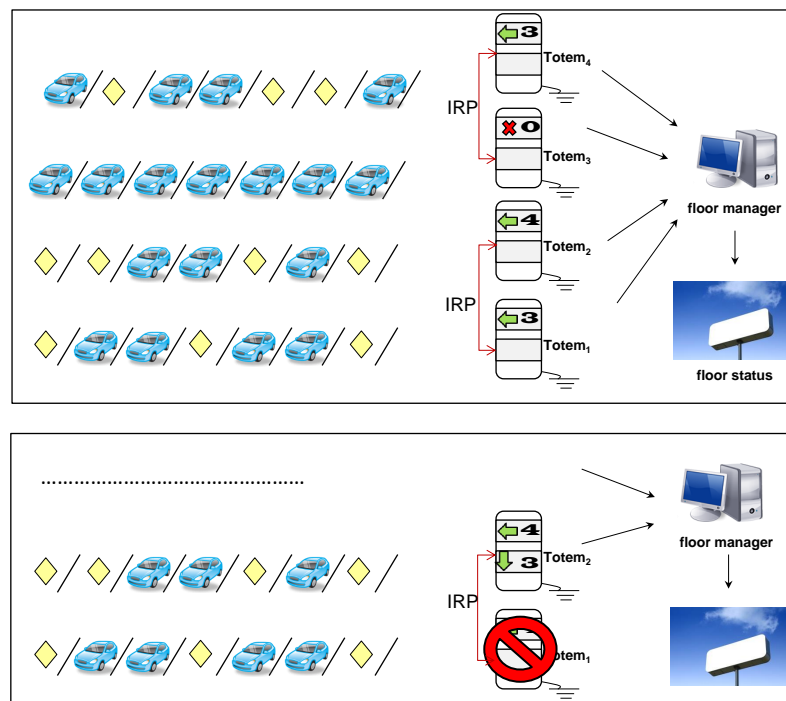 3
Totem4
IRP
0
Totem3
floor manager
4
Totem2
IRP
3
Totem1
floor status
................................................
floor manager
4
Totem2
3
IRP
Totem1